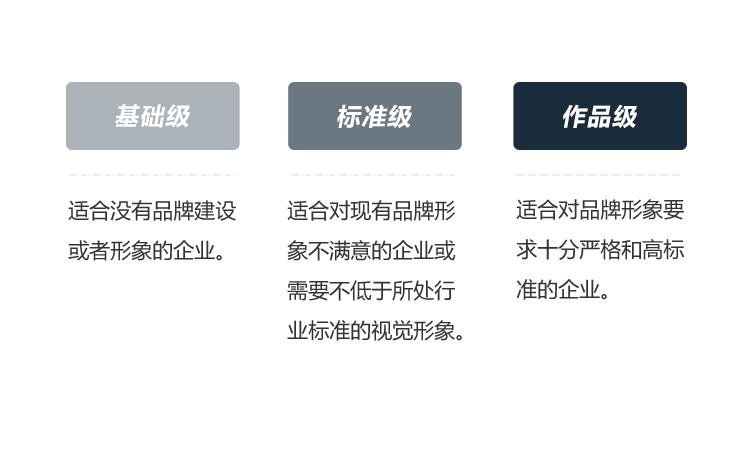 基础级
适合没有品牌建设
或者形象的企业。
标准级
适合对现有品牌形
象不满意的企业或
需要不低于所处行
业标准的视觉形象。
作品级
适合对品牌形象要
求十分严格和高标
准的企业。